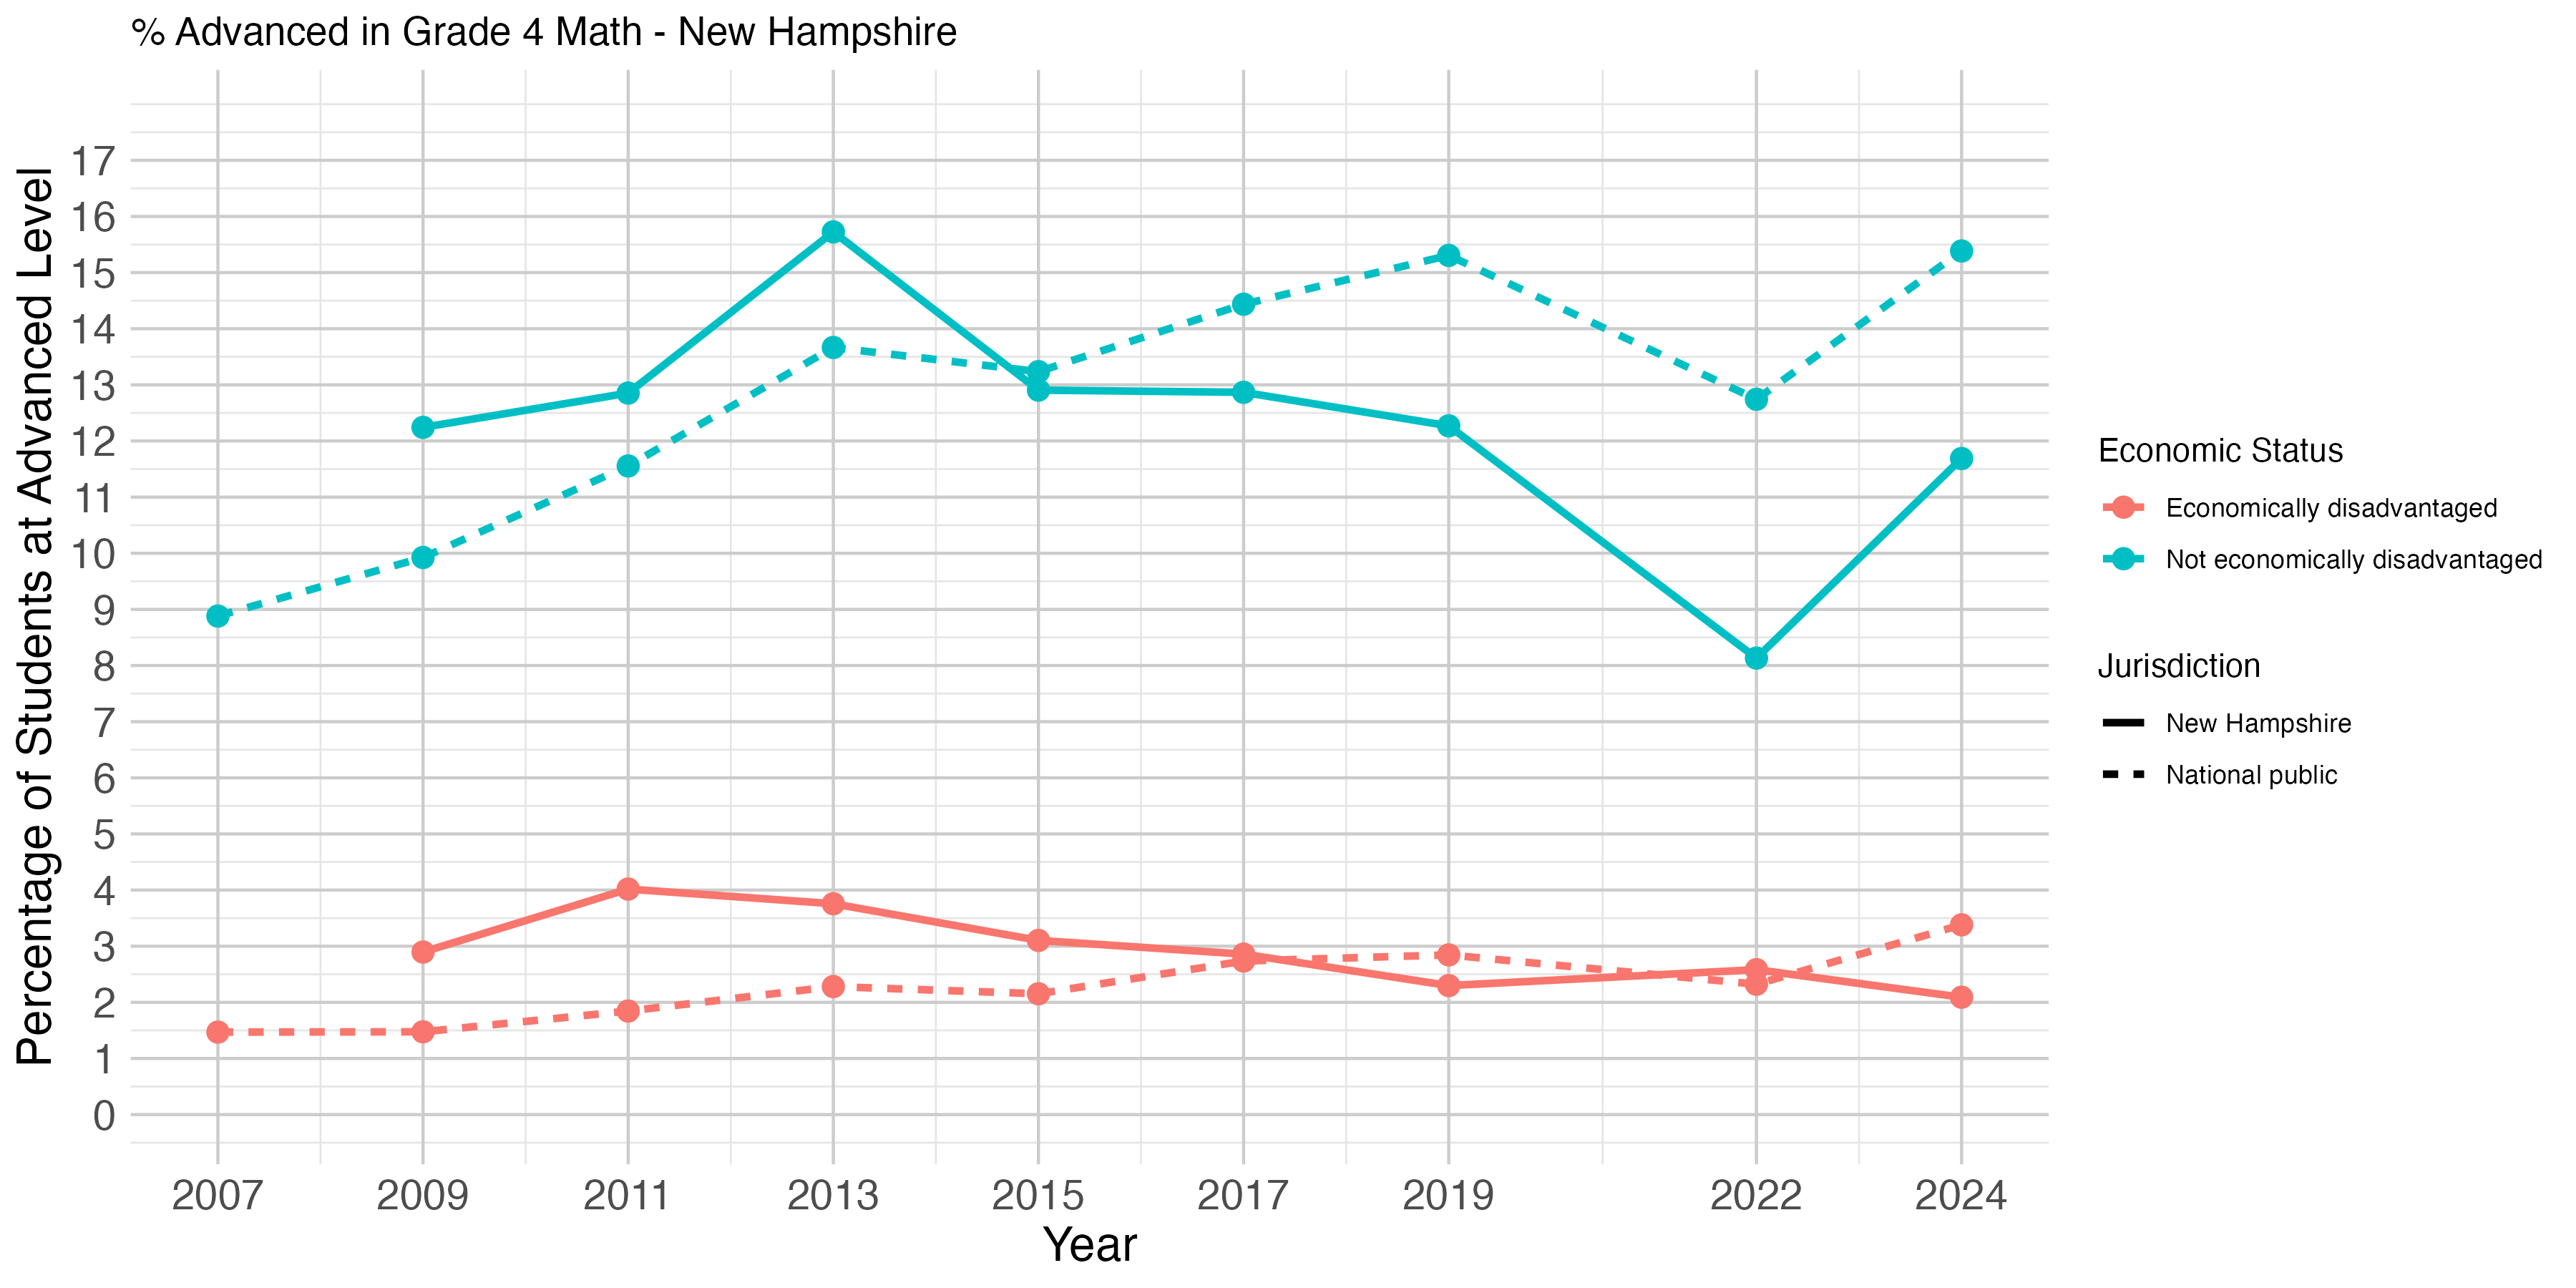 % Advanced in Grade 4 Math - New Hampshire
Percentage of Students at Advanced Level
17
16
15
14
13
12
11
10
9
8
7
6
5
4
3
2
1
0
2007 2009 2011 2013 2015 2017 2019 2022 2024
Year
Economic Status
Economically disadvantaged
Not economically disadvantaged
Jurisdiction
New Hampshire
National public